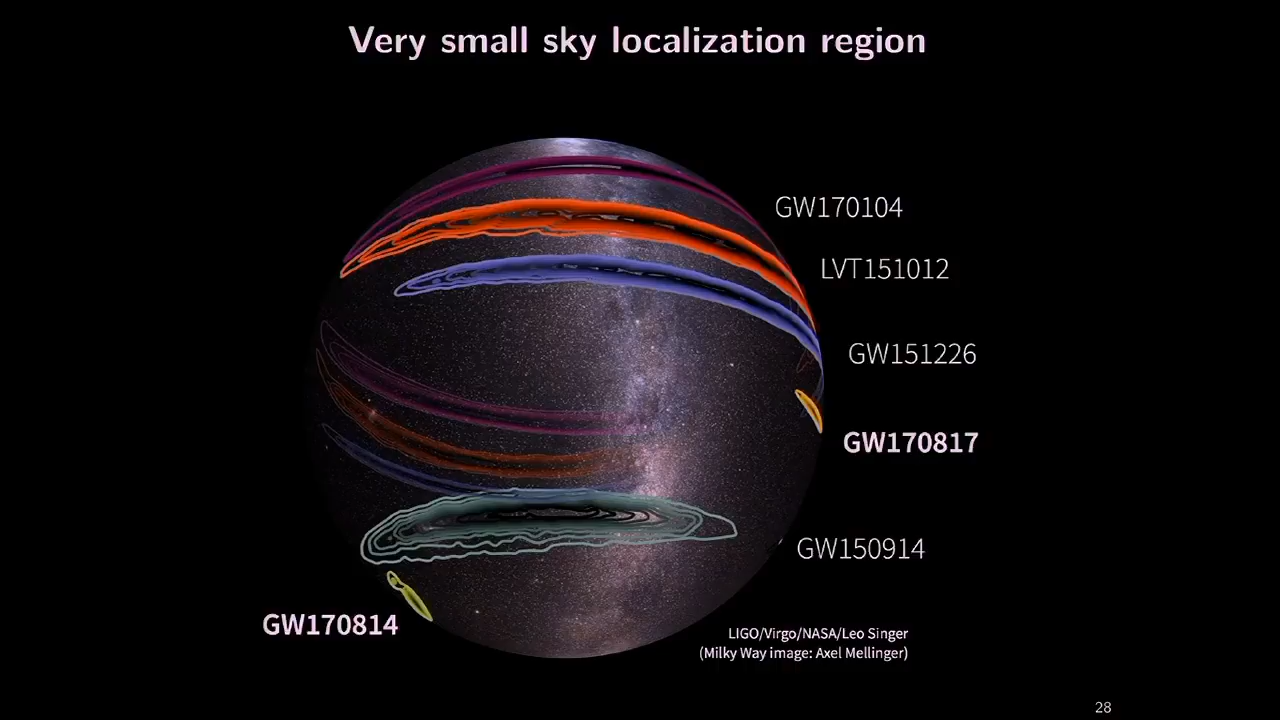 Very small sky localization region
GW170104
LVT151012
GW151226
GW170817
GW150914
GW170814
LIGO/Virgo/NASA/Leo Singer
(Milky Way image: Axel Mellinger)
28